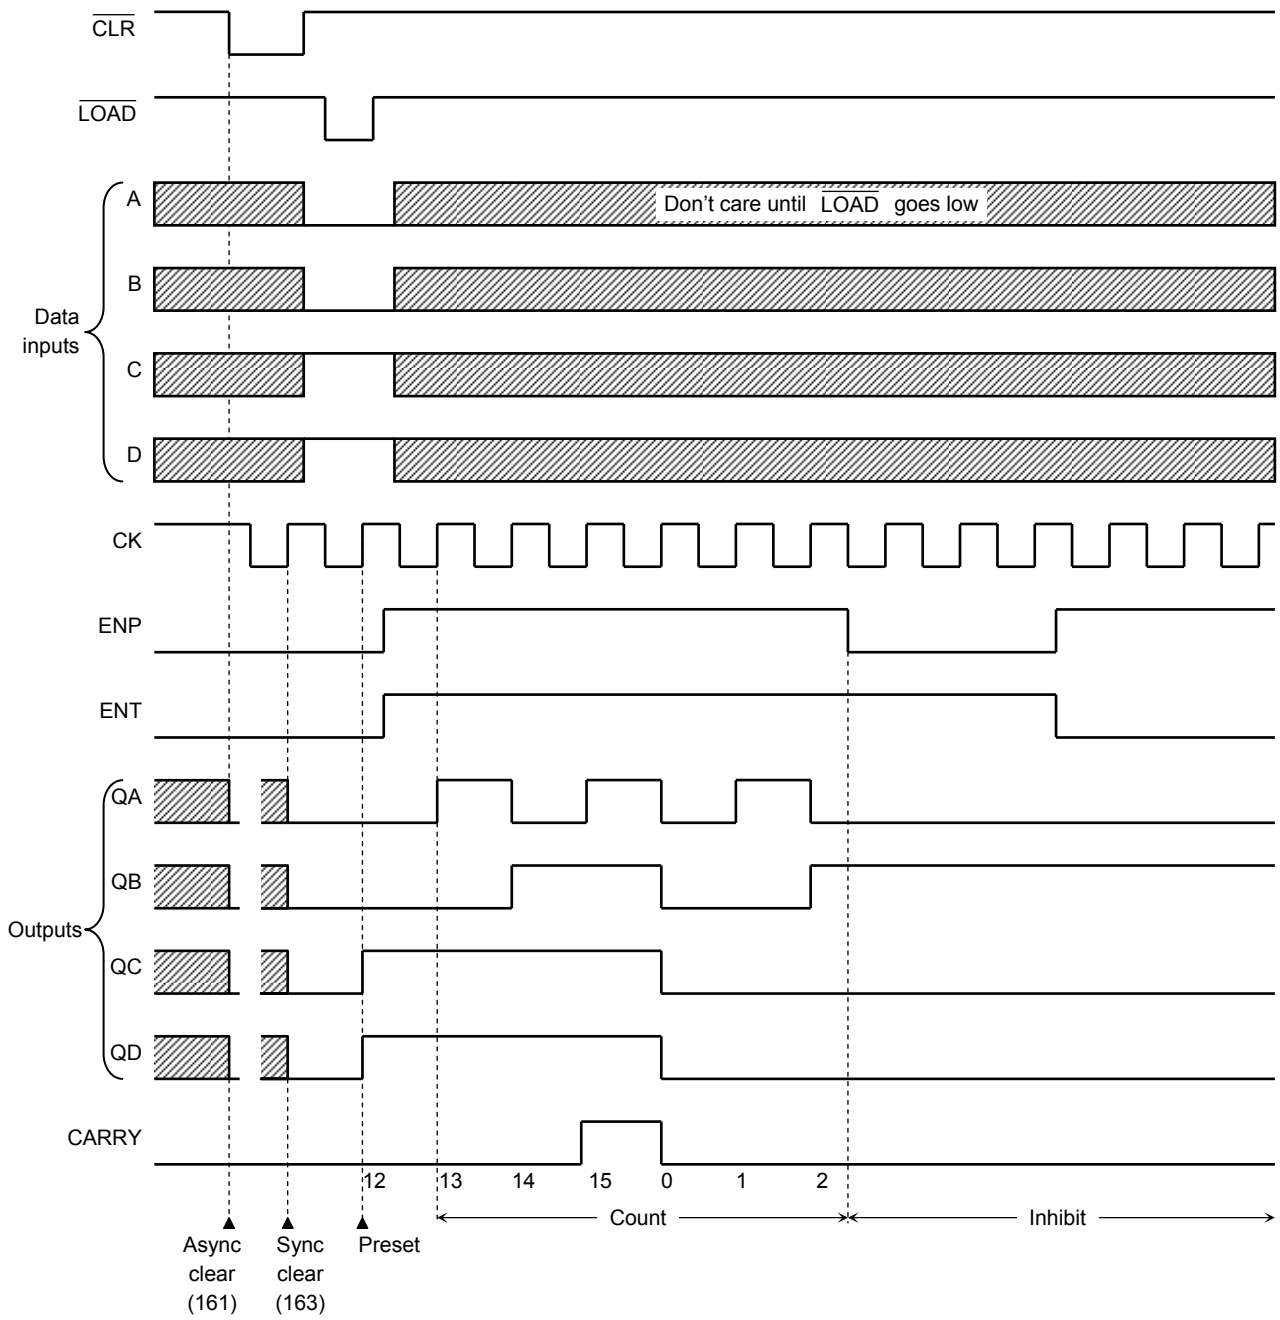 CLR
LOAD
A
Don't care until LOAD goes low
B
Data
inputs
C
D
CK
ENP
ENT
QA
QB
Outputs
QC
QD
CARRY
12 13 14 15 0 1 2
Count Inhibit
Async
clear
(161)
Sync
clear
(163)
Preset